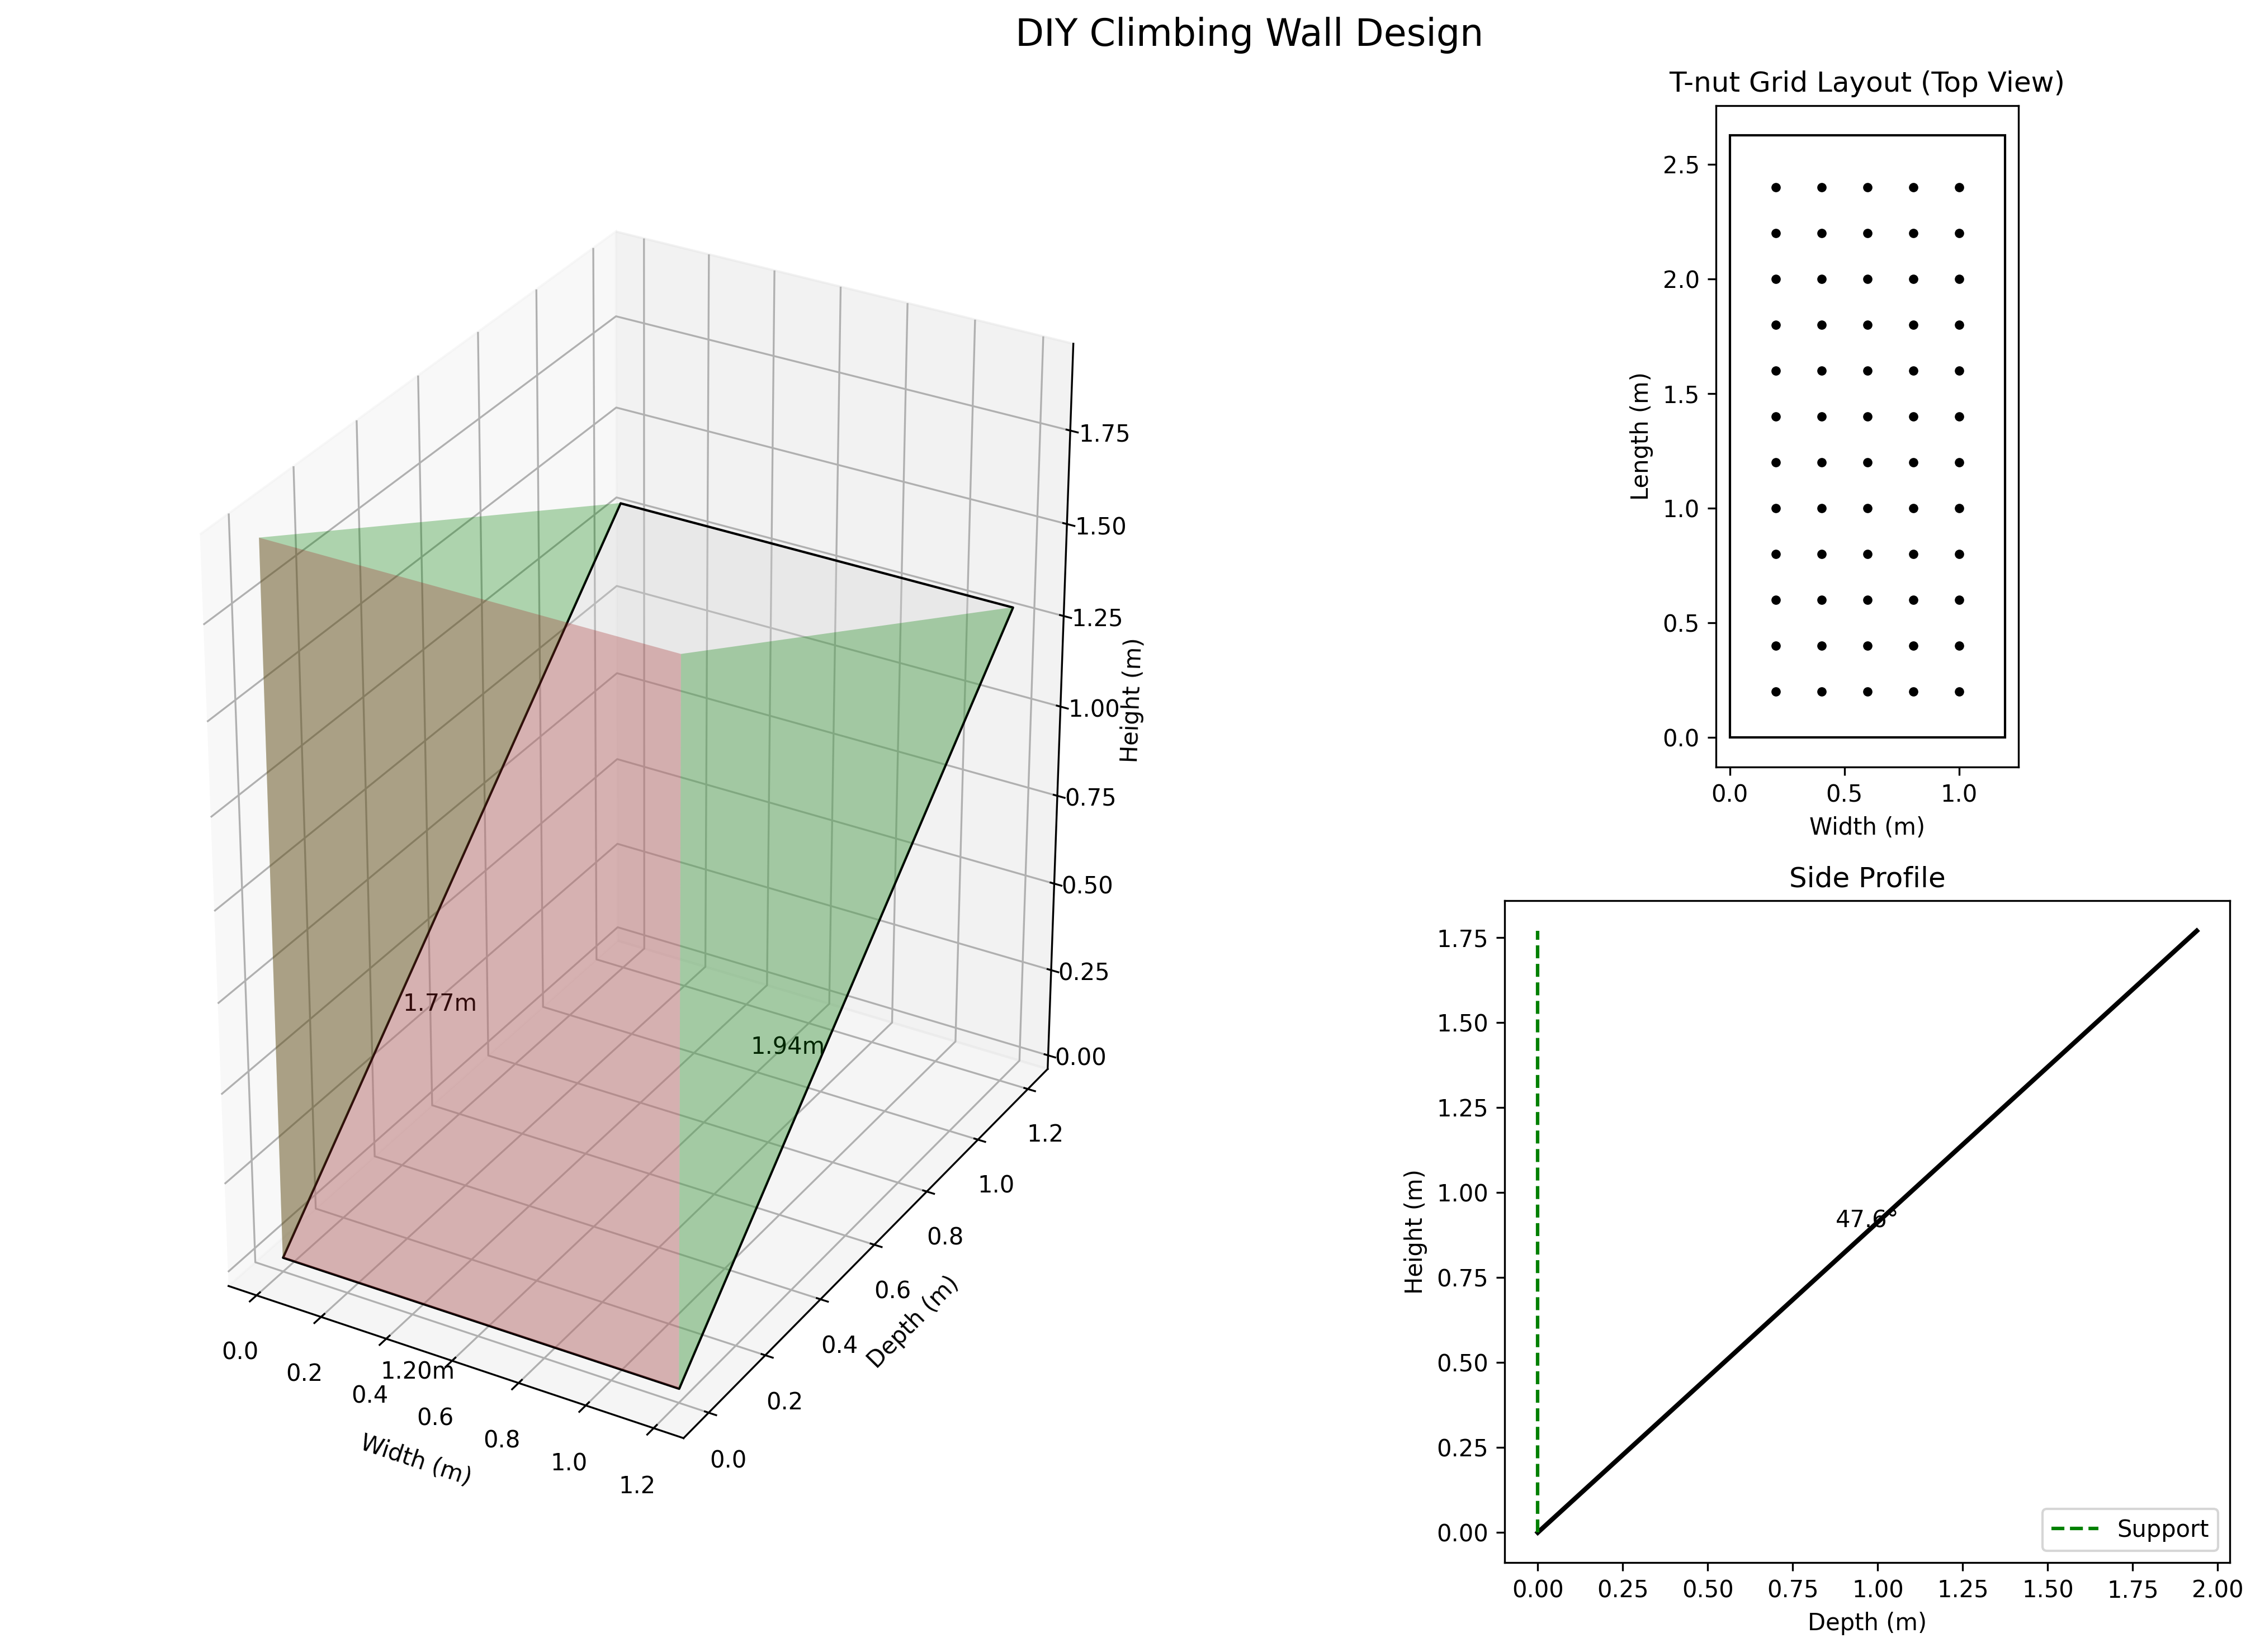 DIY Climbing Wall Design
1.75
1.50
1.25
1.00
0.75
0.50
0.25
0.00
Height (m)
1.77m
1.94m
1.20m
0.0
0.2
0.4
0.6
0.8
1.0
1.2
Width (m)
0.0
0.2
0.4
0.6
0.8
1.0
1.2
Depth (m)
T-nut Grid Layout (Top View)
2.5
2.0
1.5
1.0
0.5
0.0
Length (m)
0.0 0.5 1.0
Width (m)
Side Profile
1.75
1.50
1.25
1.00
0.75
0.50
0.25
0.00
Height (m)
47.6°
Support
0.00 0.25 0.50 0.75 1.00 1.25 1.50 1.75 2.00
Depth (m)